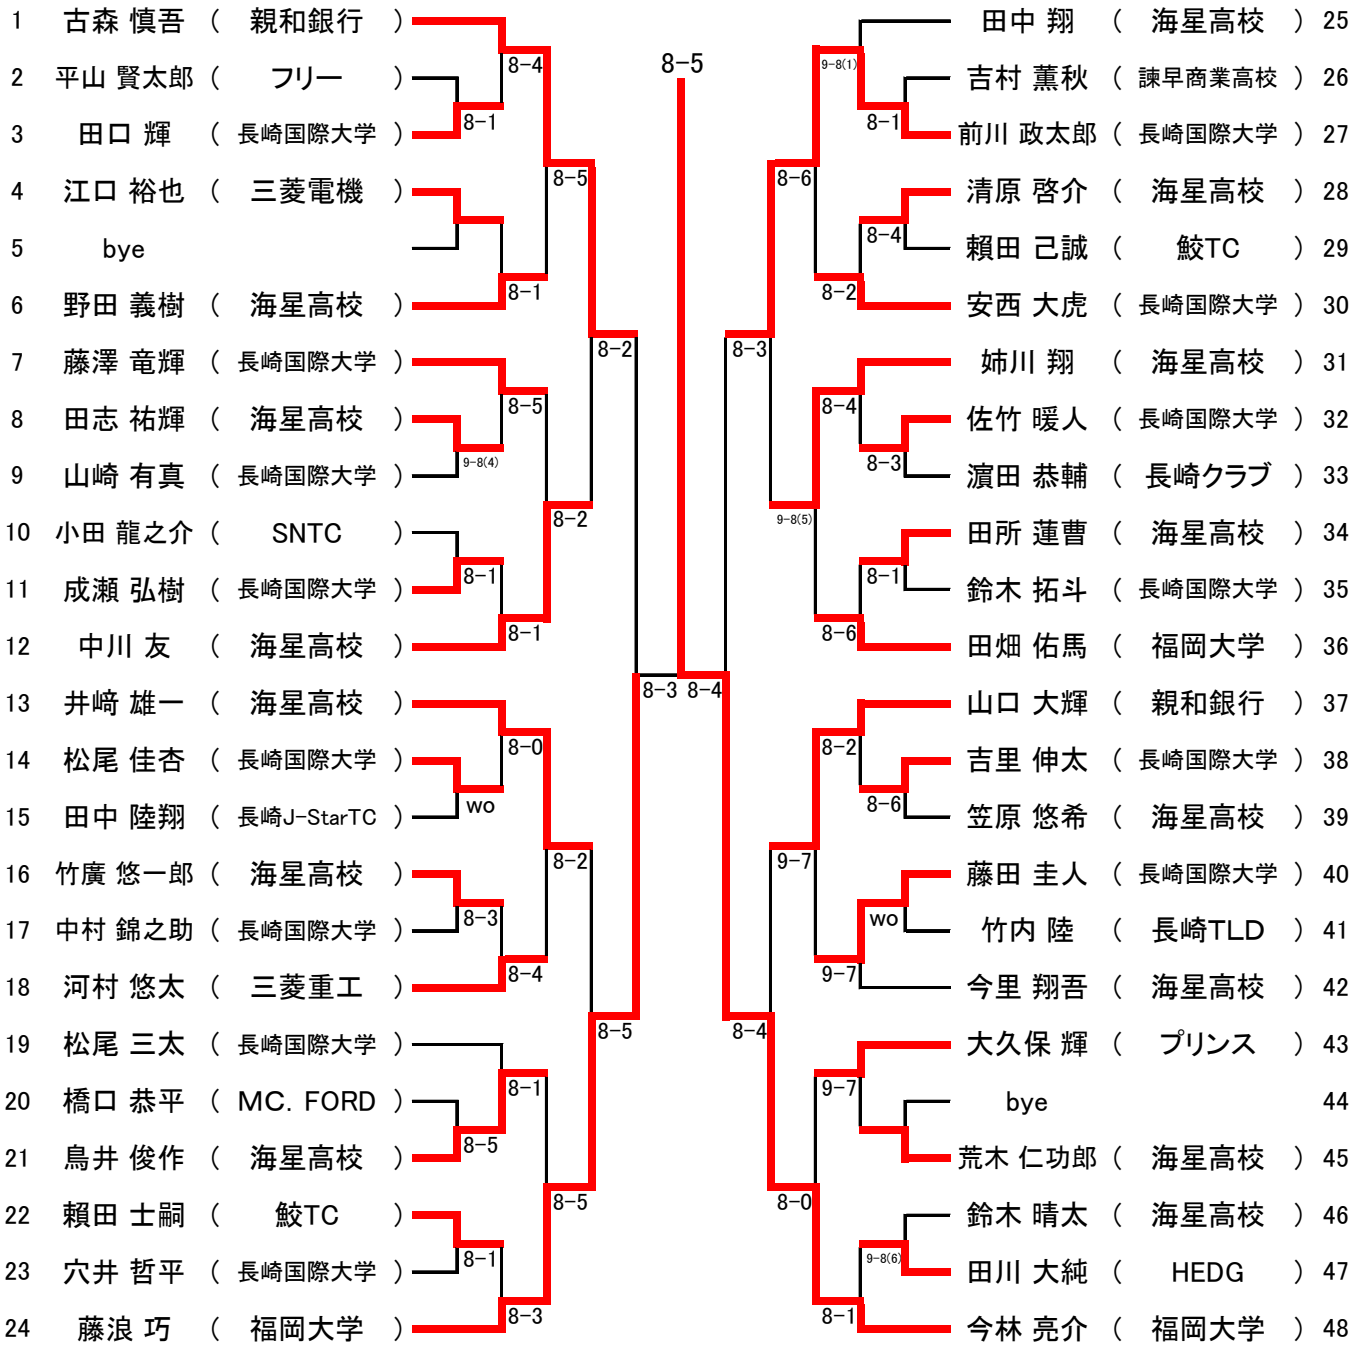 1 古森 慎吾 ( 親和銀行 )
2 平山 賢太郎 ( フリー )
3 田口 輝 ( 長崎国際大学 )
4 江口 裕也 ( 三菱電機 )
5 bye
6 野田 義樹 ( 海星高校 )
7 藤澤 竜輝 ( 長崎国際大学 )
8 田志 祐輝 ( 海星高校 )
9 山崎 有真 ( 長崎国際大学 )
10 小田 龍之介 ( SNTC )
11 成瀬 弘樹 ( 長崎国際大学 )
12 中川 友 ( 海星高校 )
13 井﨑 雄一 ( 海星高校 )
14 松尾 佳杏 ( 長崎国際大学 )
15 田中 陸翔 ( 長崎J-StarTC )
16 竹廣 悠一郎 ( 海星高校 )
17 中村 錦之助 ( 長崎国際大学 )
18 河村 悠太 ( 三菱重工 )
19 松尾 三太 ( 長崎国際大学 )
20 橋口 恭平 ( MC. FORD )
21 鳥井 俊作 ( 海星高校 )
22 賴田 士嗣 ( 鮫TC )
23 穴井 哲平 ( 長崎国際大学 )
24 藤浪 巧 ( 福岡大学 )
8-4
8-1
8-5
8-1
8-2
8-5
9-8(4)
8-2
8-1
8-1
8-3
8-0
wo
8-2
8-3
8-4
8-5
8-1
8-5
8-5
8-1
8-3
8-5
8-4
9-8(1)
8-1
8-6
8-4
8-2
8-3
8-4
8-3
9-8(5)
8-1
8-6
8-2
8-6
9-7
wo
9-7
8-4
9-7
8-0
9-8(6)
8-1
田中 翔 ( 海星高校 ) 25
吉村 薫秋 ( 諫早商業高校 ) 26
前川 政太郎 ( 長崎国際大学 ) 27
清原 啓介 ( 海星高校 ) 28
賴田 己誠 ( 鮫TC ) 29
安西 大虎 ( 長崎国際大学 ) 30
姉川 翔 ( 海星高校 ) 31
佐竹 暖人 ( 長崎国際大学 ) 32
濵田 恭輔 ( 長崎クラブ ) 33
田所 蓮曹 ( 海星高校 ) 34
鈴木 拓斗 ( 長崎国際大学 ) 35
田畑 佑馬 ( 福岡大学 ) 36
山口 大輝 ( 親和銀行 ) 37
吉里 伸太 ( 長崎国際大学 ) 38
笠原 悠希 ( 海星高校 ) 39
藤田 圭人 ( 長崎国際大学 ) 40
竹内 陸 ( 長崎TLD ) 41
今里 翔吾 ( 海星高校 ) 42
大久保 輝 ( プリンス ) 43
bye 44
荒木 仁功郎 ( 海星高校 ) 45
鈴木 晴太 ( 海星高校 ) 46
田川 大純 ( HEDG ) 47
今林 亮介 ( 福岡大学 ) 48